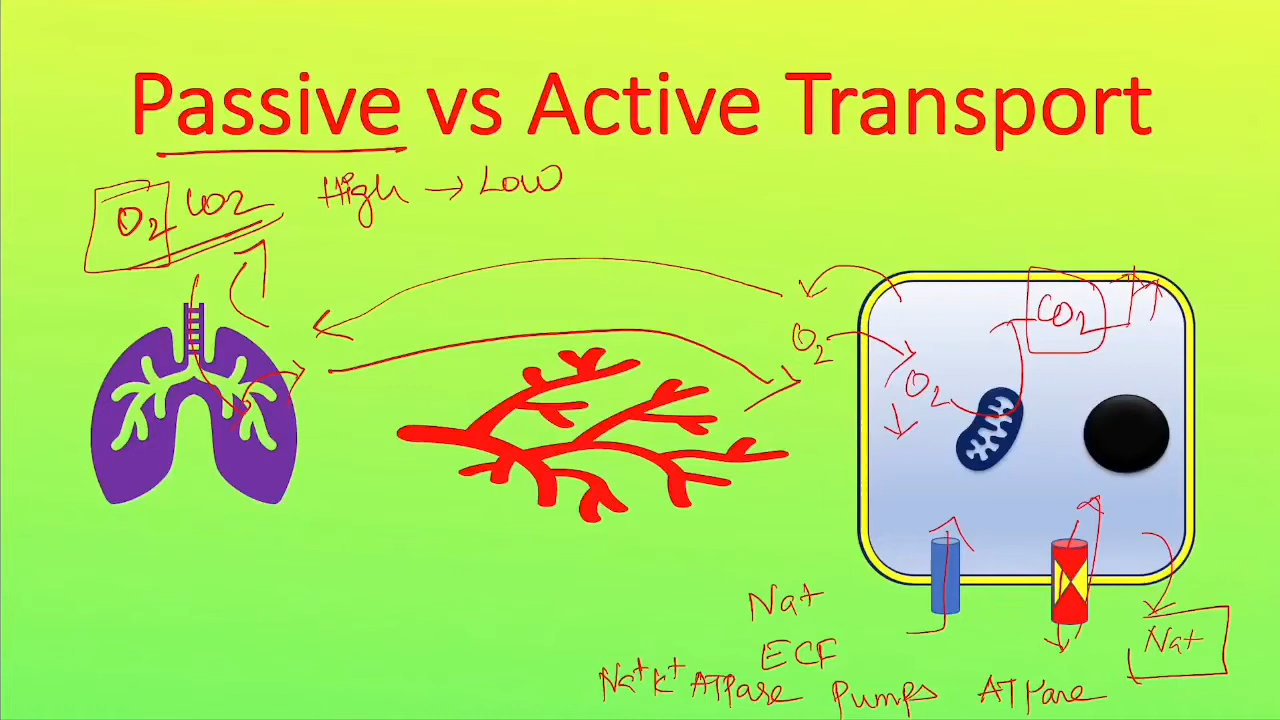 Passive vs Active Transport
O2 CO2 High → Low
CO2
O2
O2
Na+
Na+
ECF
Na+ K+ ATPase Pumps ATPase